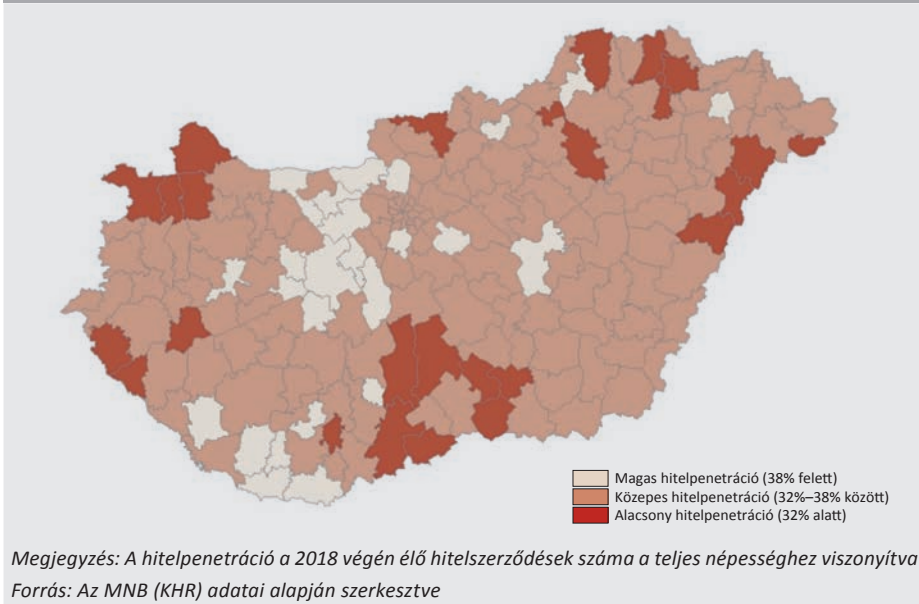 Magas hitelpenetráció (38% felett)
Közepes hitelpenetráció (32%–38% között)
Alacsony hitelpenetráció (32% alatt)
Megjegyzés: A hitelpenetráció a 2018 végén élő hitelszerződések száma a teljes népességhez viszonyítva
Forrás: Az MNB (KHR) adatai alapján szerkesztve